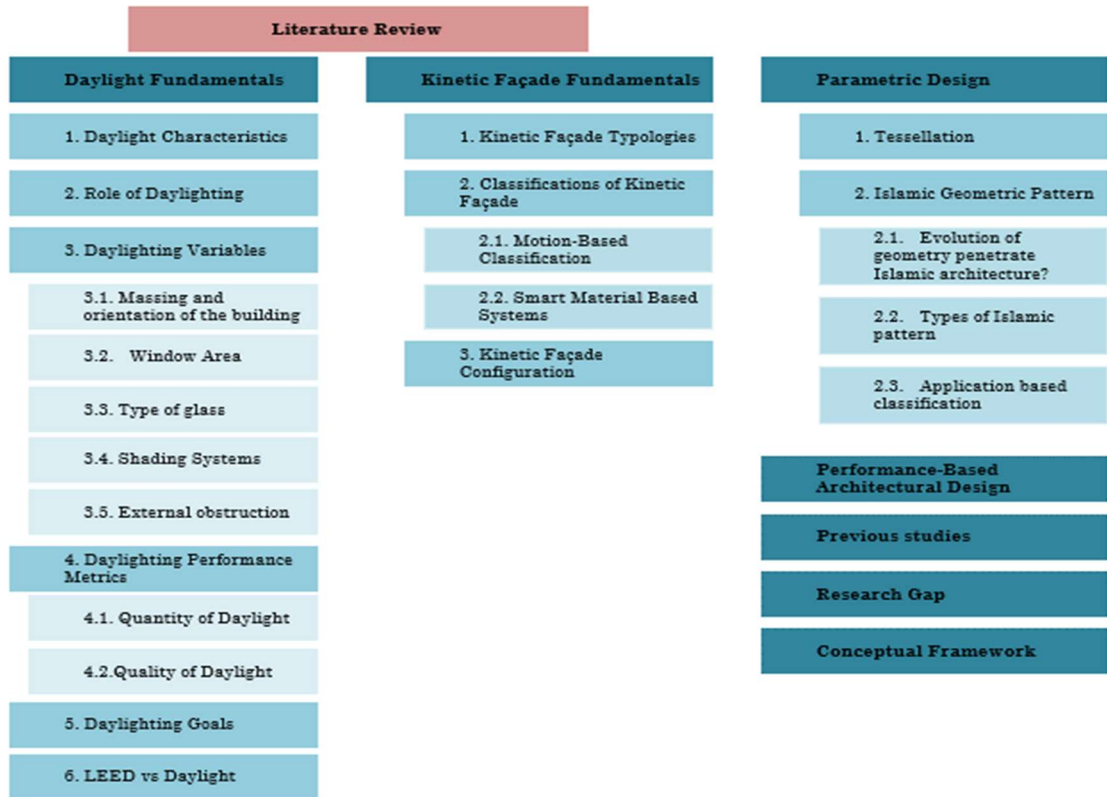 Literature Review
Daylight Fundamentals
1. Daylight Characteristics
2. Role of Daylighting
3. Daylighting Variables
3.1. Massing and
orientation of the building
3.2. Window Area
3.3. Type of glass
3.4. Shading Systems
3.5. External obstruction
4. Daylighting Performance
Metrics
4.1. Quantity of Daylight
4.2.Quality of Daylight
5. Daylighting Goals
6. LEED vs Daylight
Kinetic Façade Fundamentals
1. Kinetic Façade Typologies
2. Classifications of Kinetic
Façade
2.1. Motion-Based
Classification
2.2. Smart Material Based
Systems
3. Kinetic Façade
Configuration
Parametric Design
1. Tessellation
2. Islamic Geometric Pattern
2.1. Evolution of
geometry penetrate
Islamic architecture?
2.2. Types of Islamic
pattern
2.3. Application based
classification
Performance-Based
Architectural Design
Previous studies
Research Gap
Conceptual Framework